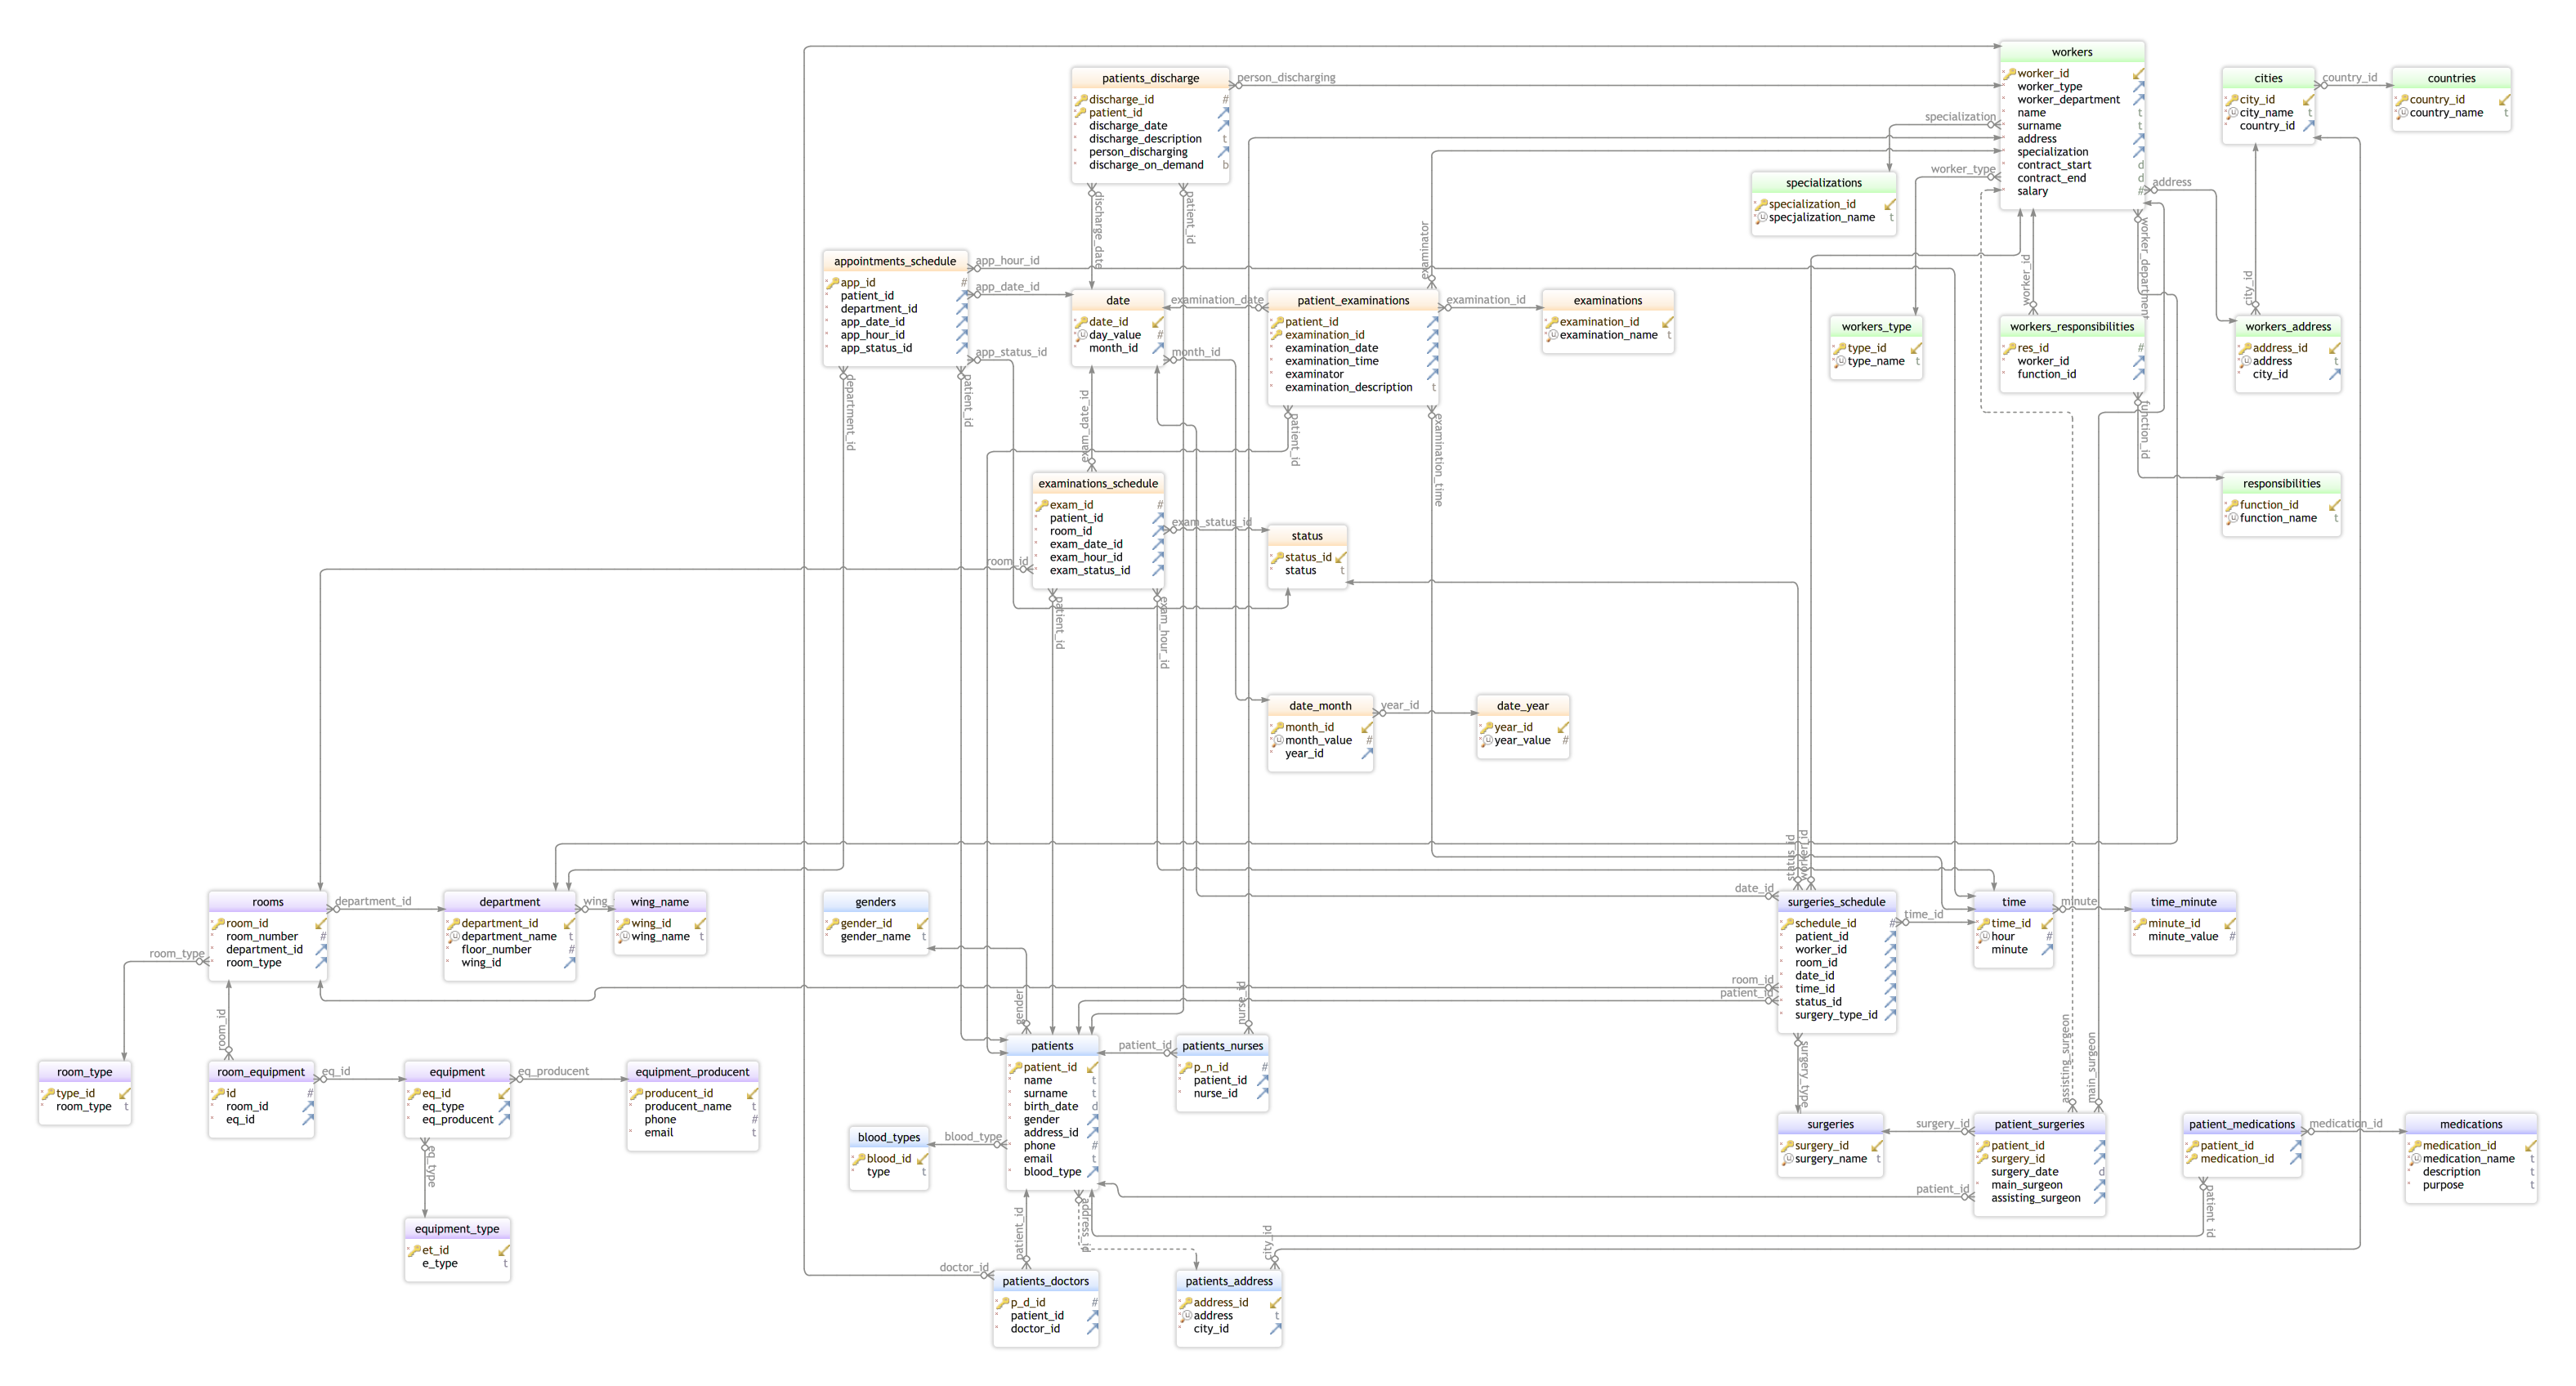 workers
worker_id
worker_type
worker_department
name
surname
address
specialization
contract_start d
contract_end d
salary #
patients_discharge
discharge_id #
patient_id
discharge_date
discharge_description t
person_discharging
discharge_on_demand b
person_discharging
cities
city_id
city_name t
country_id
country_id
countries
country_id
country_name t
specialization
worker_type
address
specializations
specialization_id
specjalization_name t
discharge_date
patient_id
examinator
worker_id
worker_department
city_id
appointments_schedule
app_id #
patient_id
department_id
app_date_id
app_hour_id
app_status_id
app_hour_id
app_date_id
app_status_id
date
date_id
day_value #
month_id
month_id
examination_date
patient_examinations
patient_id
examination_id
examination_date
examination_time
examinator
examination_description t
examination_id
examinations
examination_id
examination_name t
workers_type
type_id
type_name t
workers_responsibilities
res_id #
worker_id
function_id
workers_address
address_id
address t
city_id
department_id
patient_id
exam_date_id
patient_id
examination_time
function_id
examinations_schedule
exam_id #
patient_id
room_id
exam_date_id
exam_hour_id
exam_status_id
exam_status_id
room_id
status
status_id
status t
responsibilities
function_id
function_name t
patient_id
exam_hour_id
date_month
month_id
month_value #
year_id
year_id
date_year
year_id
year_value #
status_id
worker_id
rooms
room_id
room_number #
department_id
room_type
department_id
room_type
department
department_id
department_name t
floor_number #
wing_id
wing_
wing_name
wing_id
wing_name t
genders
gender_id
gender_name t
date_id
room_id
patient_id
surgeries_schedule
schedule_id #
patient_id
worker_id
room_id
date_id
time_id
status_id
surgery_type_id
time_id
time
time_id
hour #
minute
minute
time_minute
minute_id
minute_value #
room_id
gender
nurse_id
surgery_type
assisting_surgeon
main_surgeon
room_type
type_id
room_type t
room_equipment
id #
room_id
eq_id
eq_id
equipment
eq_id
eq_type
eq_producent
eq_producent
equipment_producent
producent_id
producent_name t
phone #
email t
eq_type
equipment_type
et_id
e_type t
patients
patient_id
name t
surname t
birth_date d
gender
address_id
phone #
email t
blood_type
patient_id
patients_nurses
p_n_id #
patient_id
nurse_id
blood_types
blood_id
type t
blood_type
surgeries
surgery_id
surgery_name t
surgery_id
patient_id
patient_surgeries
patient_id
surgery_id
surgery_date d
main_surgeon
assisting_surgeon
patient_medications
patient_id
medication_id
medication_id
medications
medication_id
medication_name t
description t
purpose t
patient_id
patient_id
address_id
city_id
doctor_id
patients_doctors
p_d_id #
patient_id
doctor_id
patients_address
address_id
address t
city_id